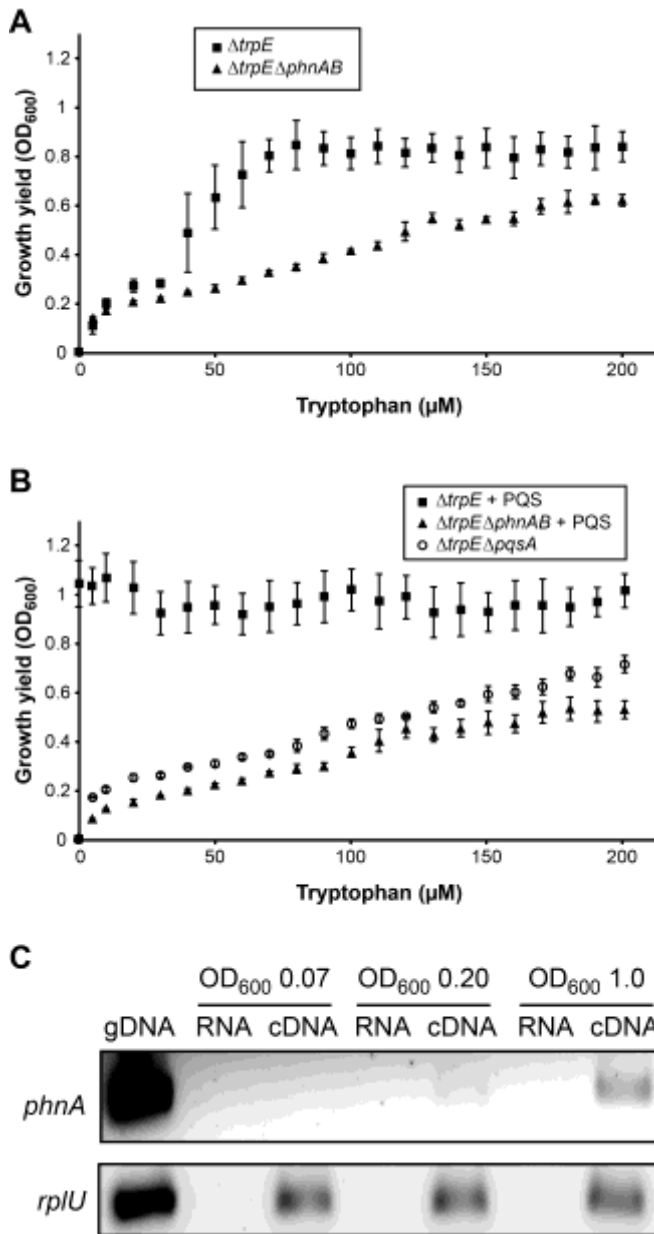 A
ΔtrpE
ΔtrpEΔphnAB
Growth yield (OD600)
1.2
1
0.8
0.6
0.4
0.2
0
50
100
150
200
Tryptophan (µM)
B
ΔtrpE + PQS
ΔtrpEΔphnAB + PQS
ΔtrpEΔpqsA
Growth yield (OD600)
1.2
1
0.8
0.6
0.4
0.2
0
0
50
100
150
200
Tryptophan (µM)
C
OD600 0.07 OD600 0.20 OD600 1.0
gDNA RNA cDNA RNA cDNA RNA cDNA
phnA
rplU